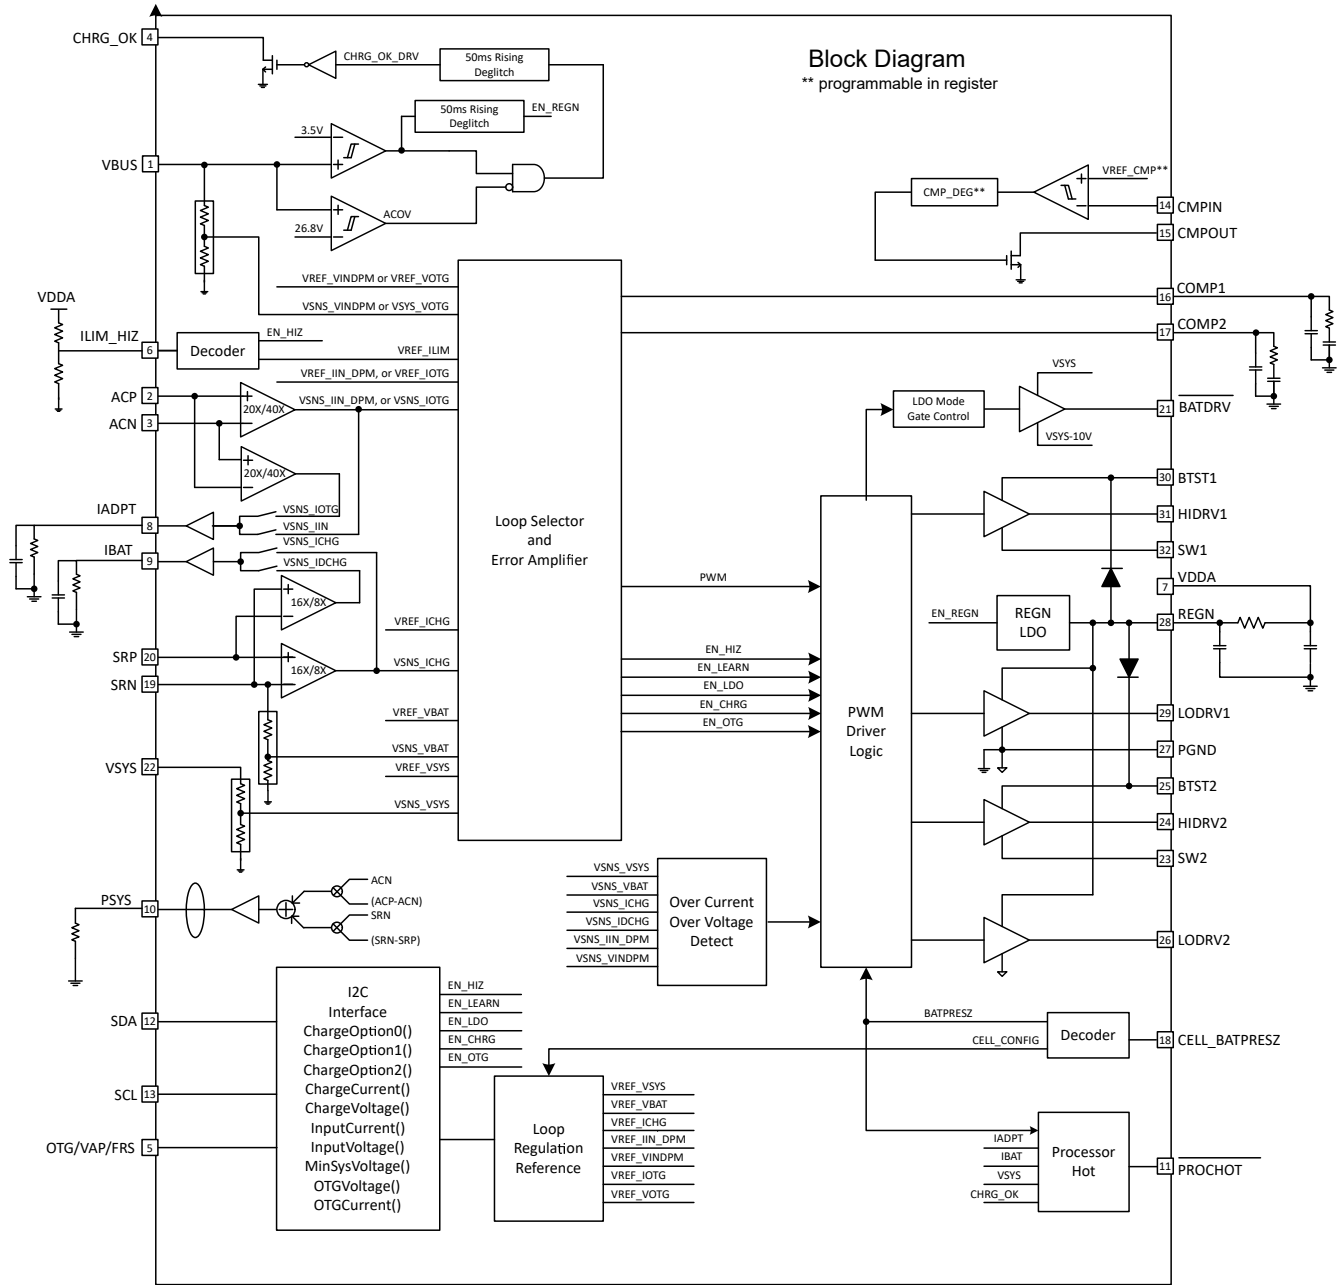 Block Diagram
** programmable in register
CHRG_OK
4
CHRG_OK_DRV
50ms Rising
Deglitch
50ms Rising
Deglitch
EN_REGN
3.5V
VBUS
1
ACOV
26.8V
VREF_CMP**
CMP_DEG**
14
CMPIN
15
CMPOUT
VREF_VINDPM or VREF_VOTG
VSNS_VINDPM or VSYS_VOTG
VDDA
ILIM_HIZ
6
Decoder
EN_HIZ
VREF_ILIM
VREF_IIN_DPM, or VREF_IOTG
VSNS_IIN_DPM, or VSNS_IOTG
ACP
2
ACN
3
20X/40X
20X/40X
IADPT
8
VSNS_IOTG
VSNS_IIN
IBAT
9
VSNS_ICHG
VSNS_IDCHG
16X/8X
VREF_ICHG
SRP
20
16X/8X
VSNS_ICHG
SRN
19
VREF_VBAT
VSNS_VBAT
VREF_VSYS
VSYS
22
VSNS_VSYS
Loop Selector
and
Error Amplifier
16
COMP1
17
COMP2
VSYS
LDO Mode
Gate Control
VSYS-10V
21
BATDRV
30
BTST1
31
HIDRV1
32
SW1
7
VDDA
PWM
EN_REGN
REGN
LDO
28
REGN
EN_HIZ
EN_LEARN
EN_LDO
EN_CHRG
EN_OTG
PWM
Driver
Logic
29
LODRV1
27
PGND
25
BTST2
24
HIDRV2
23
SW2
26
LODRV2
VSNS_VSYS
VSNS_VBAT
VSNS_ICHG
VSNS_IDCHG
VSNS_IIN_DPM
VSNS_VINDPM
Over Current
Over Voltage
Detect
PSYS
10
ACN
(ACP-ACN)
SRN
(SRN-SRP)
I2C
Interface
ChargeOption0()
ChargeOption1()
ChargeOption2()
ChargeCurrent()
ChargeVoltage()
InputCurrent()
InputVoltage()
MinSysVoltage()
OTGVoltage()
OTGCurrent()
EN_HIZ
EN_LEARN
EN_LDO
EN_CHRG
EN_OTG
SDA
12
SCL
13
OTG/VAP/FRS
5
BATPRESZ
CELL_CONFIG
Decoder
18
CELL_BATPRESZ
Loop
Regulation
Reference
VREF_VSYS
VREF_VBAT
VREF_ICHG
VREF_IIN_DPM
VREF_VINDPM
VREF_IOTG
VREF_VOTG
IADPT
IBAT
VSYS
CHRG_OK
Processor
Hot
11
PROCHOT